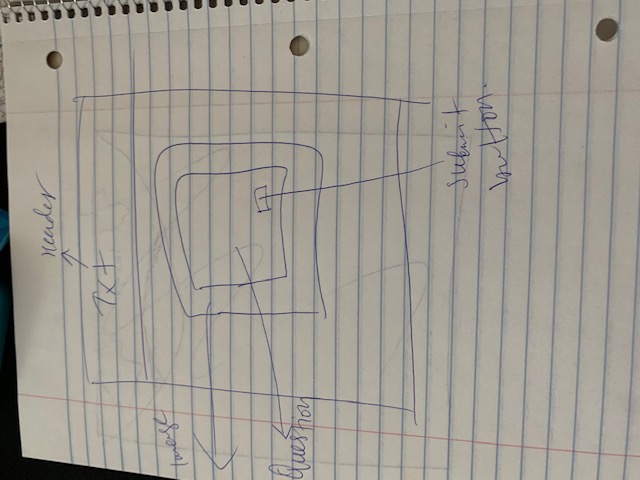 Header
Txt
Image
Question
Submit
button.